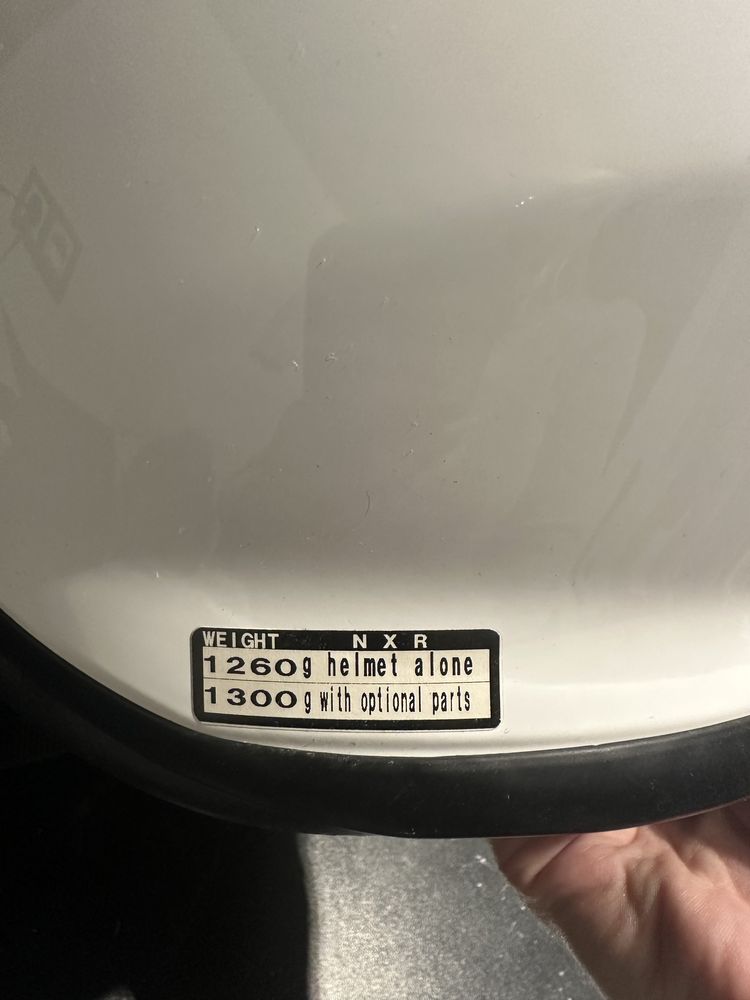 WEIGHT NXR
1260g helmet alone
1300g with optional parts